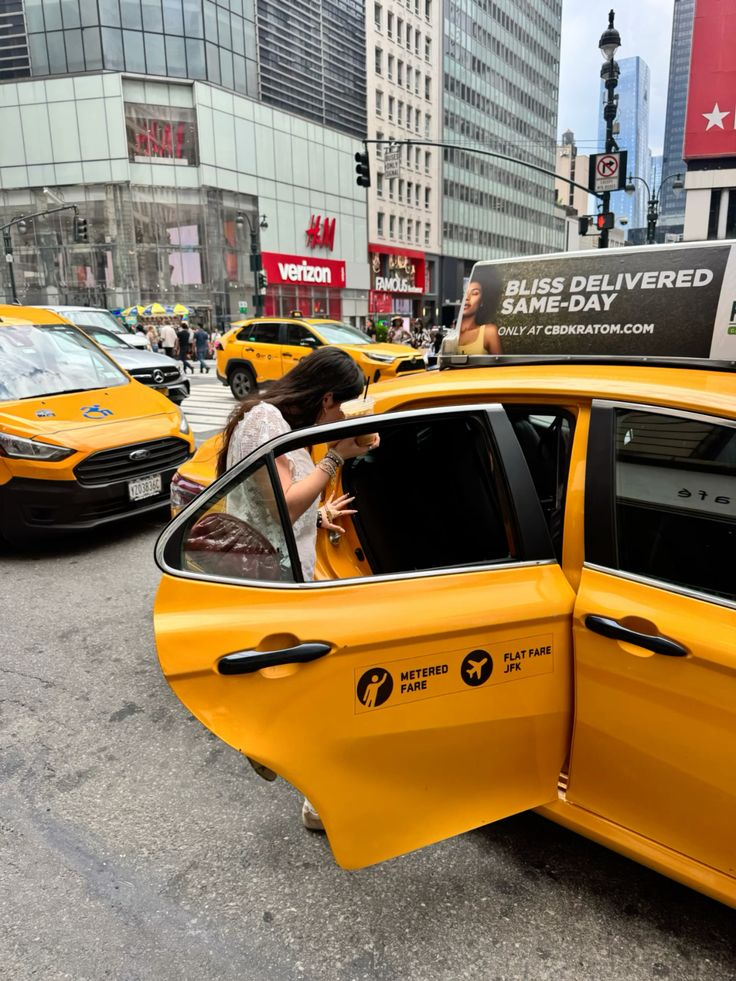 H&M
H&M
verizon
FAMOUS
BLISS DELIVERED
SAME-DAY
ONLY AT CBDKRATOM.COM
METERED
FARE
FLAT FARE
JFK